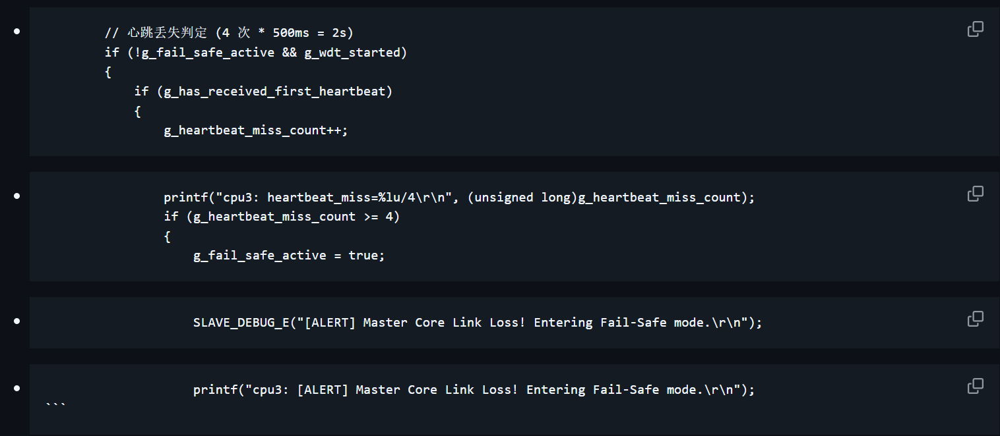 // 心跳丢失判定 (4 次 * 500ms = 2s)
if (!g_fail_safe_active && g_wdt_started)
{
if (g_has_received_first_heartbeat)
{
g_heartbeat_miss_count++;
printf("cpu3: heartbeat_miss=%lu/4\r\n", (unsigned long)g_heartbeat_miss_count);
if (g_heartbeat_miss_count >= 4)
{
g_fail_safe_active = true;
SLAVE_DEBUG_E("[ALERT] Master Core Link Loss! Entering Fail-Safe mode.\r\n");
printf("cpu3: [ALERT] Master Core Link Loss! Entering Fail-Safe mode.\r\n");
```